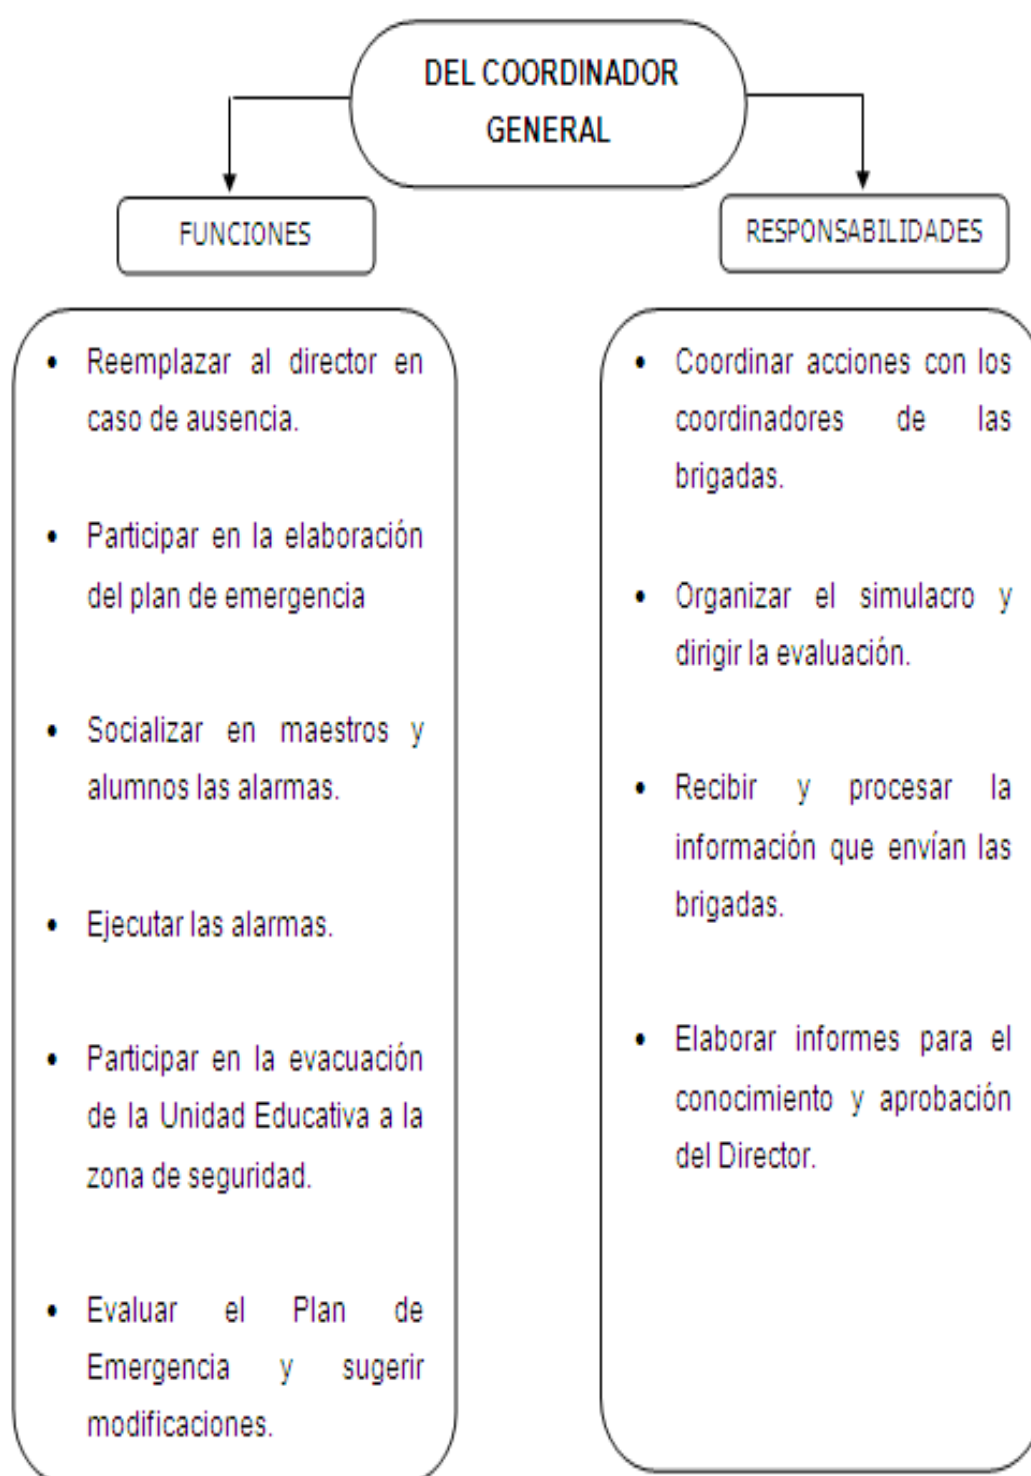 DEL COORDINADOR
GENERAL
FUNCIONES
RESPONSABILIDADES
• Reemplazar al director en
caso de ausencia.
• Participar en la elaboración
del plan de emergencia
• Socializar en maestros y
alumnos las alarmas.
• Ejecutar las alarmas.
• Participar en la evacuación
de la Unidad Educativa a la
zona de seguridad.
• Evaluar el Plan de
Emergencia y sugerir
modificaciones.
• Coordinar acciones con los
coordinadores de las
brigadas.
• Organizar el simulacro y
dirigir la evaluación.
• Recibir y procesar la
información que envían las
brigadas.
• Elaborar informes para el
conocimiento y aprobación
del Director.